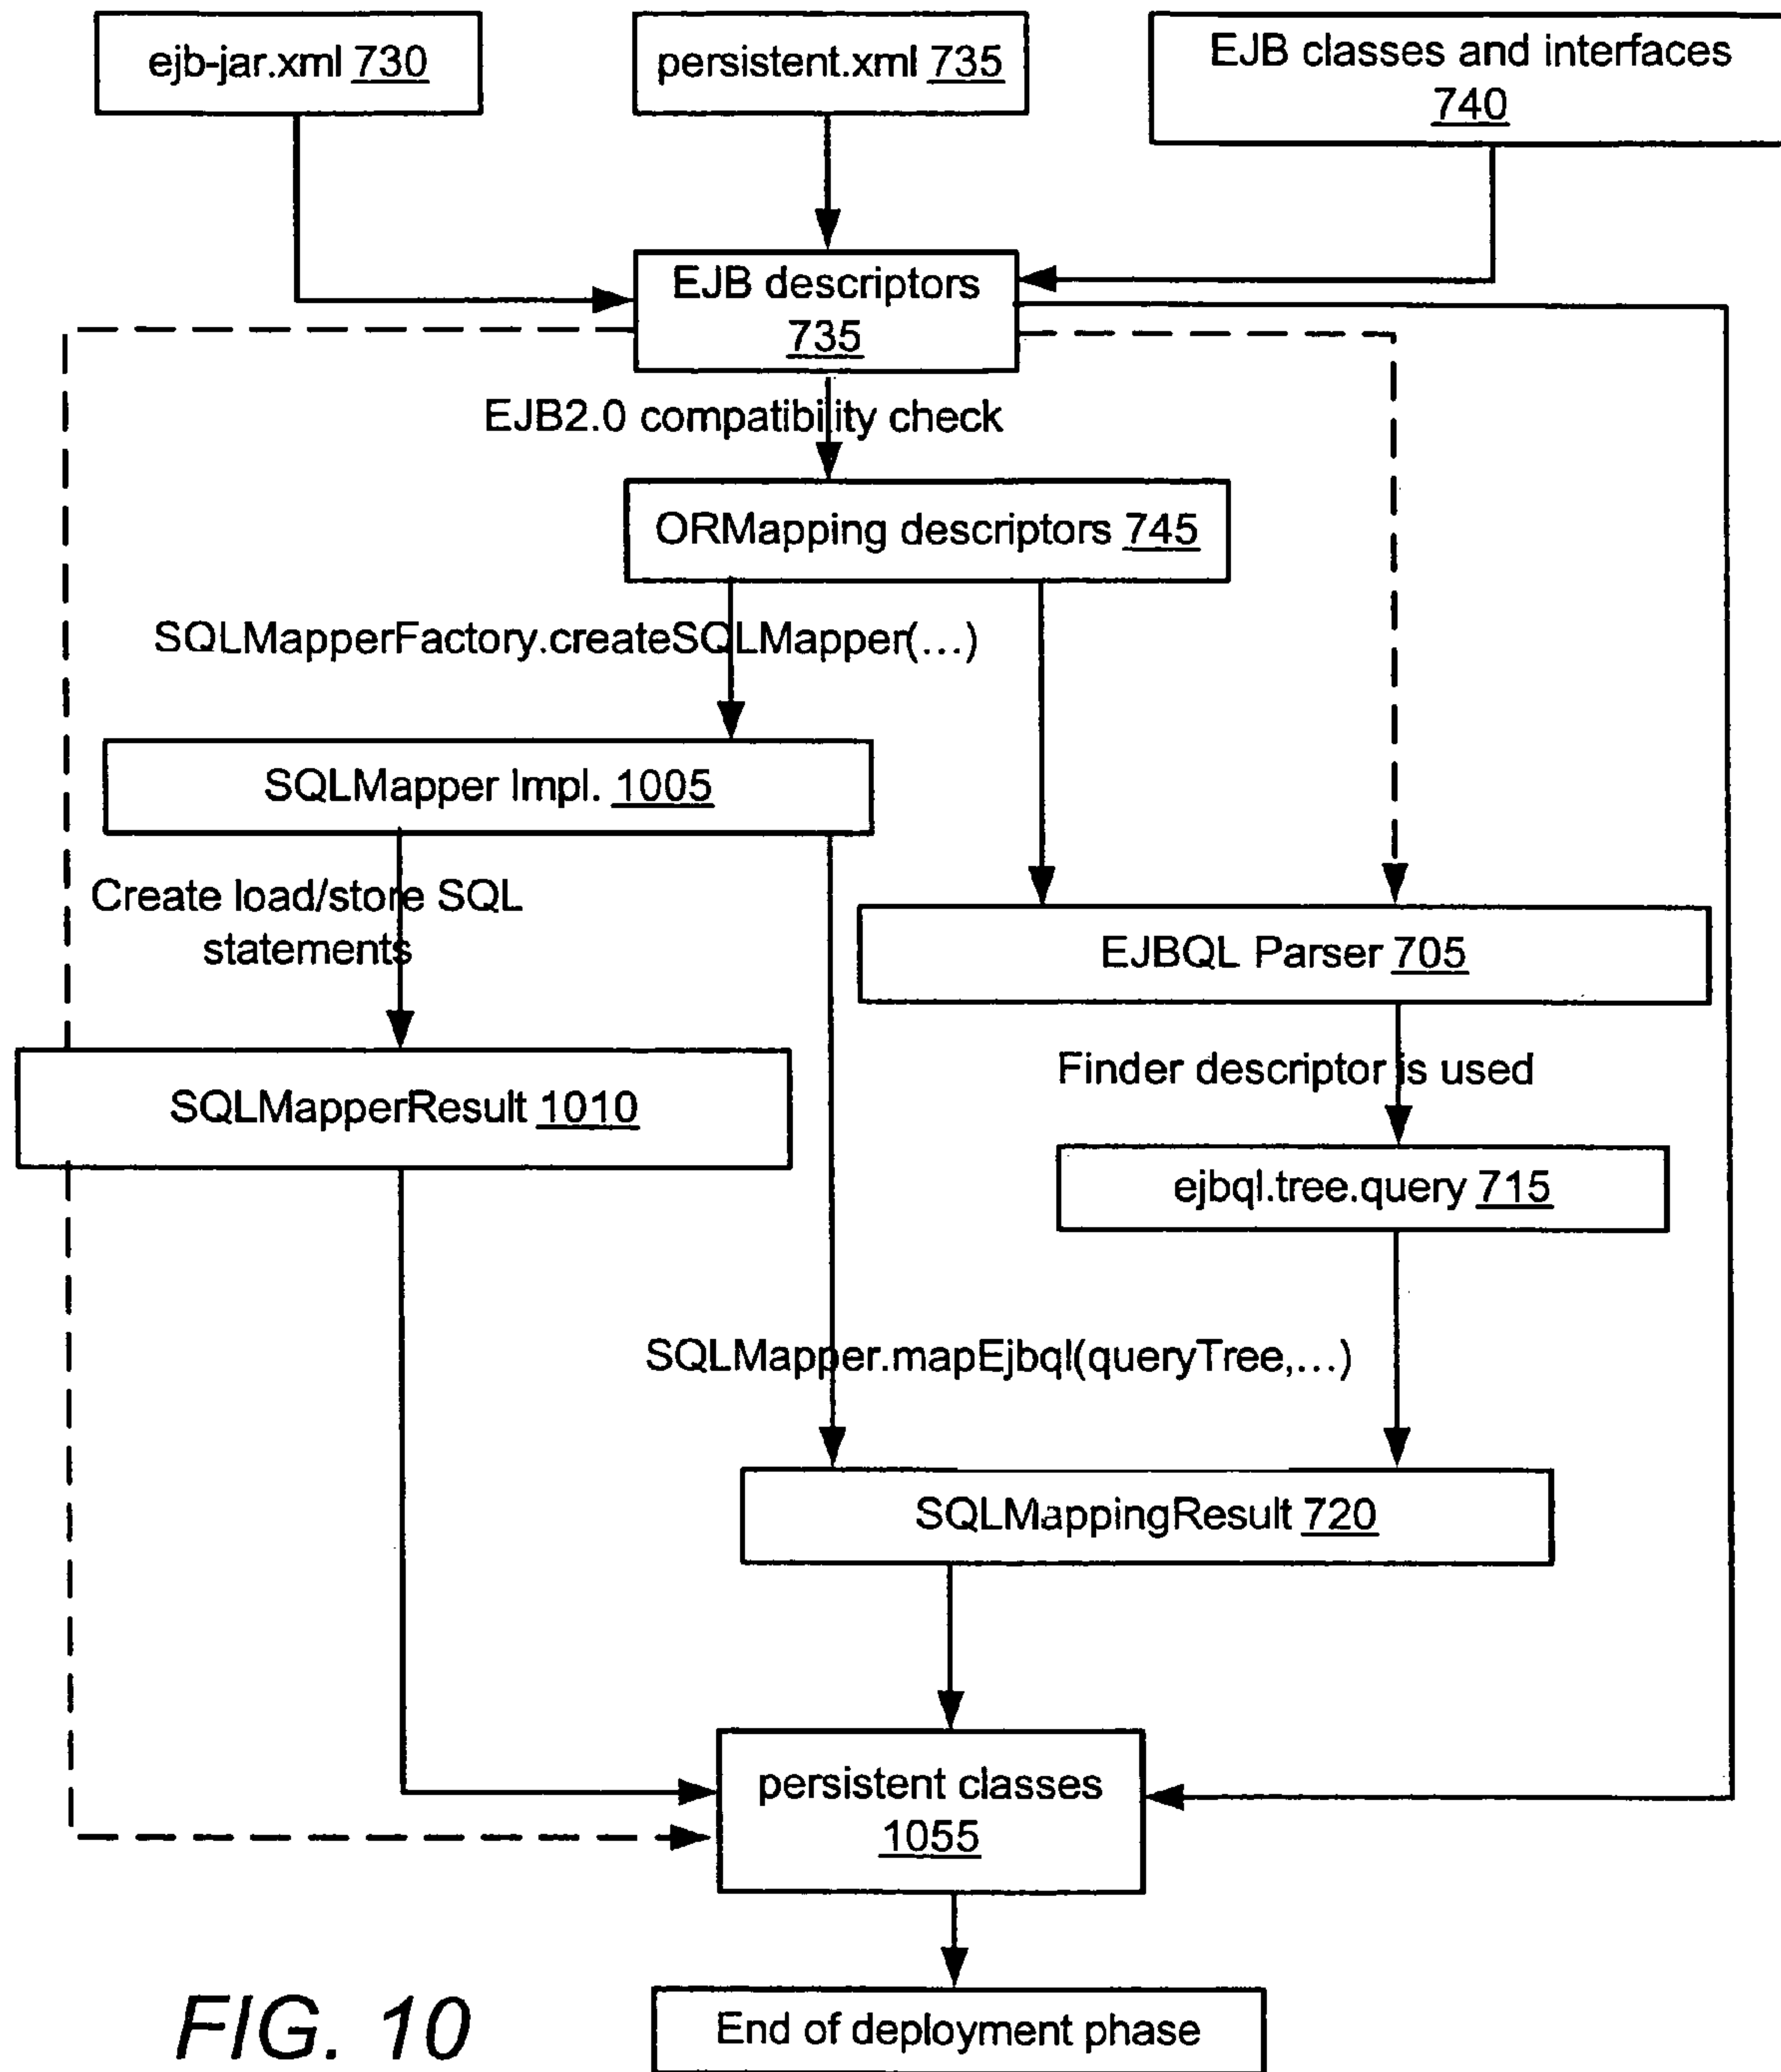 ejb-jar.xml 730
persistent.xml 735
EJB classes and interfaces
740
EJB descriptors
735
EJB2.0 compatibility check
ORMapping descriptors 745
SQLMapperFactory.createSQLMapper(...)
SQLMapper Impl. 1005
Create load/store SQL
statements
EJBQL Parser 705
Finder descriptor is used
SQLMapperResult 1010
ejbql.tree.query 715
SQLMapper.mapEjbql(queryTree,...)
SQLMappingResult 720
persistent classes
1055
End of deployment phase
FIG. 10